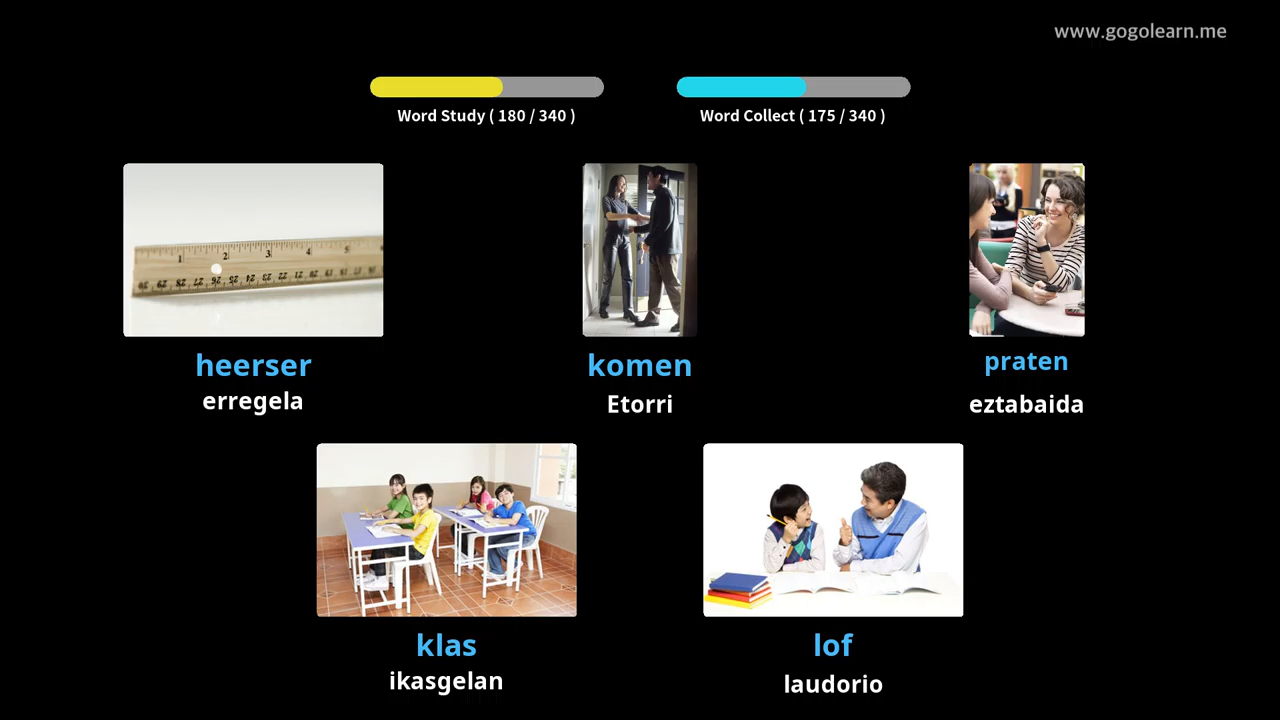 www.gogolearn.me
Word Study ( 180 / 340 )
Word Collect ( 175 / 340 )
heerser
erregela
komen
Etorri
praten
eztabaida
klas
ikasgelan
lof
laudorio